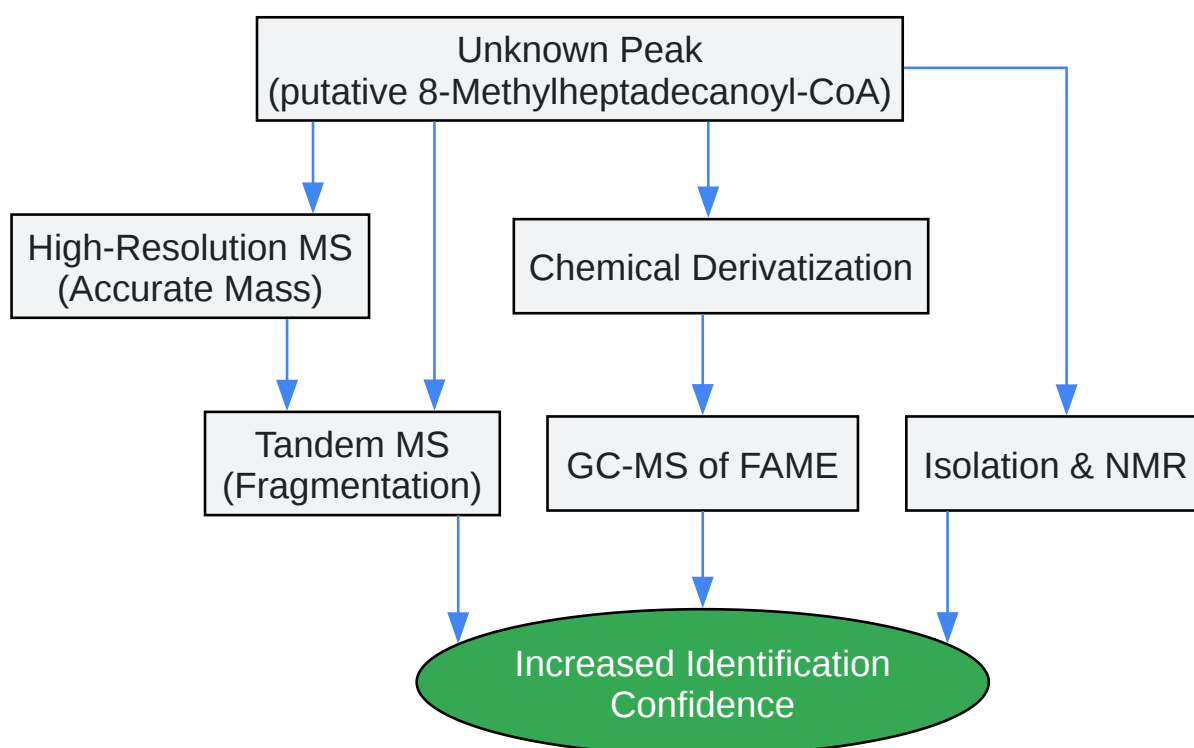 Unknown Peak
(putative 8-Methylheptadecanoyl-CoA)
High-Resolution MS
(Accurate Mass)
Chemical Derivatization
Tandem MS
(Fragmentation)
GC-MS of FAME
Isolation & NMR
Increased Identification
Confidence